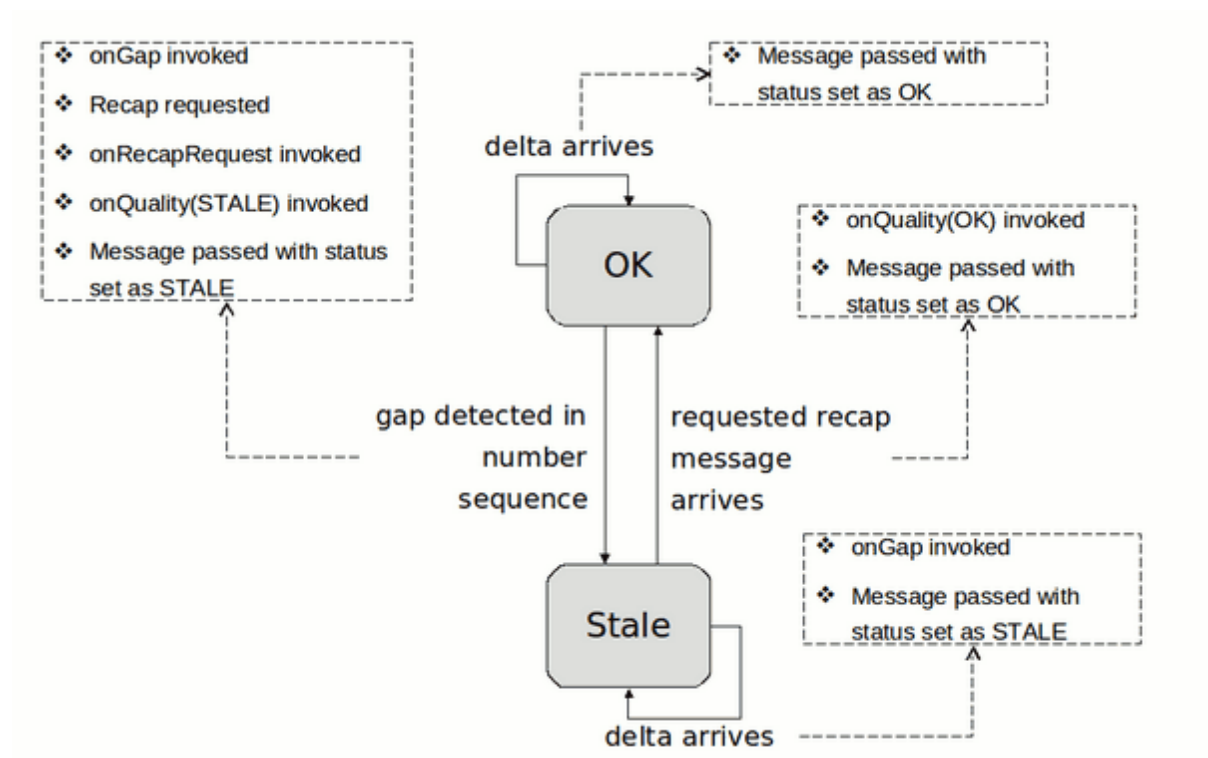 ❖ onGap invoked
❖ Recap requested
❖ onRecapRequest invoked
❖ onQuality(STALE) invoked
❖ Message passed with status
set as STALE
❖ Message passed with
status set as OK
delta arrives
OK
❖ onQuality(OK) invoked
❖ Message passed with
status set as OK
gap detected in
number
sequence
requested recap
message
arrives
❖ onGap invoked
❖ Message passed with
status set as STALE
Stale
delta arrives